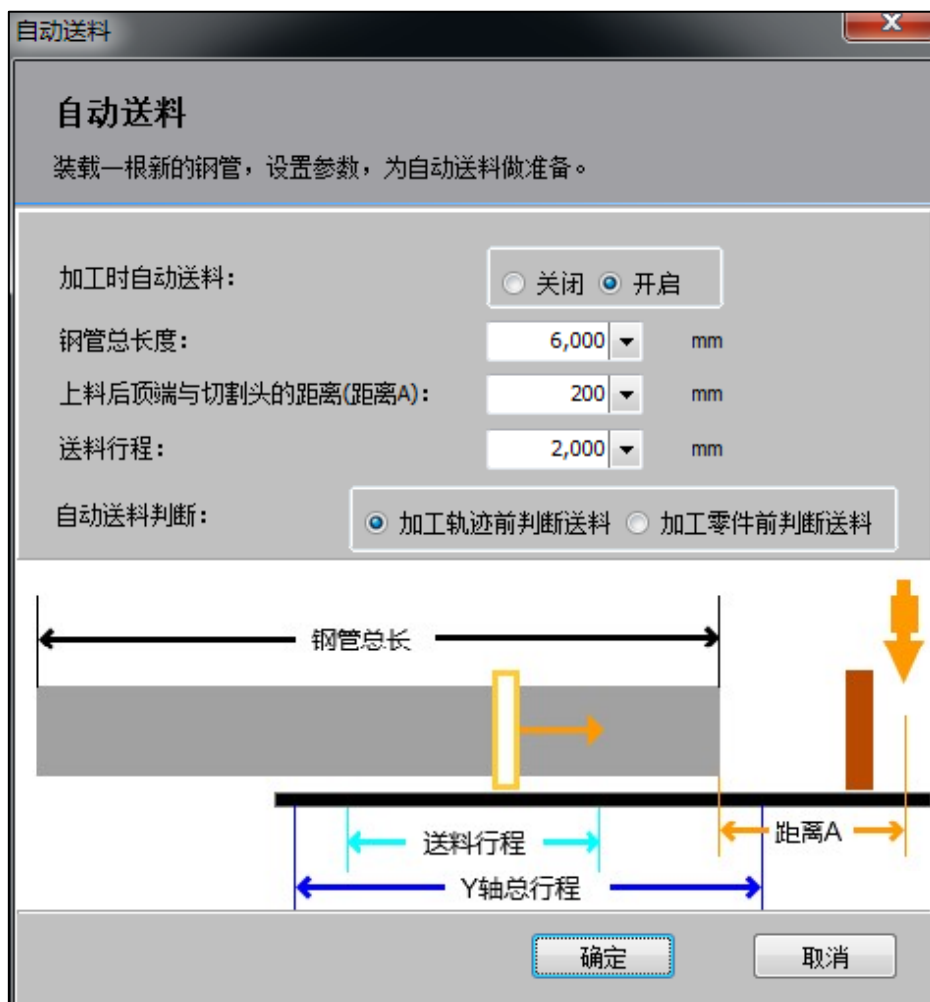 自动送料
自动送料
装载一根新的钢管，设置参数，为自动送料做准备。
加工时自动送料： 关闭 开启
钢管总长度： 6,000 mm
上料后顶端与切割头的距离(距离A)： 200 mm
送料行程： 2,000 mm
自动送料判断： 加工轨迹前判断送料 加工零件前判断送料
钢管总长
送料行程 距离A
Y轴总行程
确定 取消